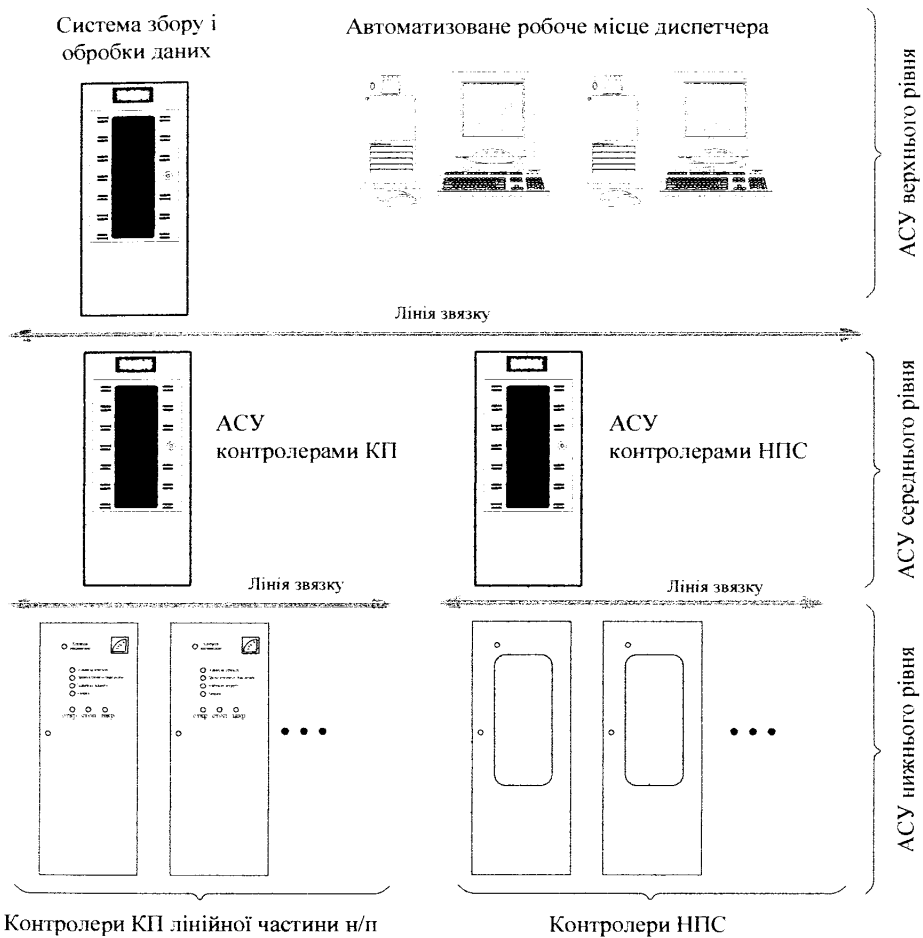 Система збору і
обробки даних
Автоматизоване робоче місце диспетчера
АСУ верхнього рівня
Лінія звязку
АСУ
контролерами КП
АСУ
контролерами НПС
АСУ середнього рівня
Лінія звязку
Лінія звязку
АСУ нижнього рівня
Контролери КП лінійної частини н/п
Контролери НПС